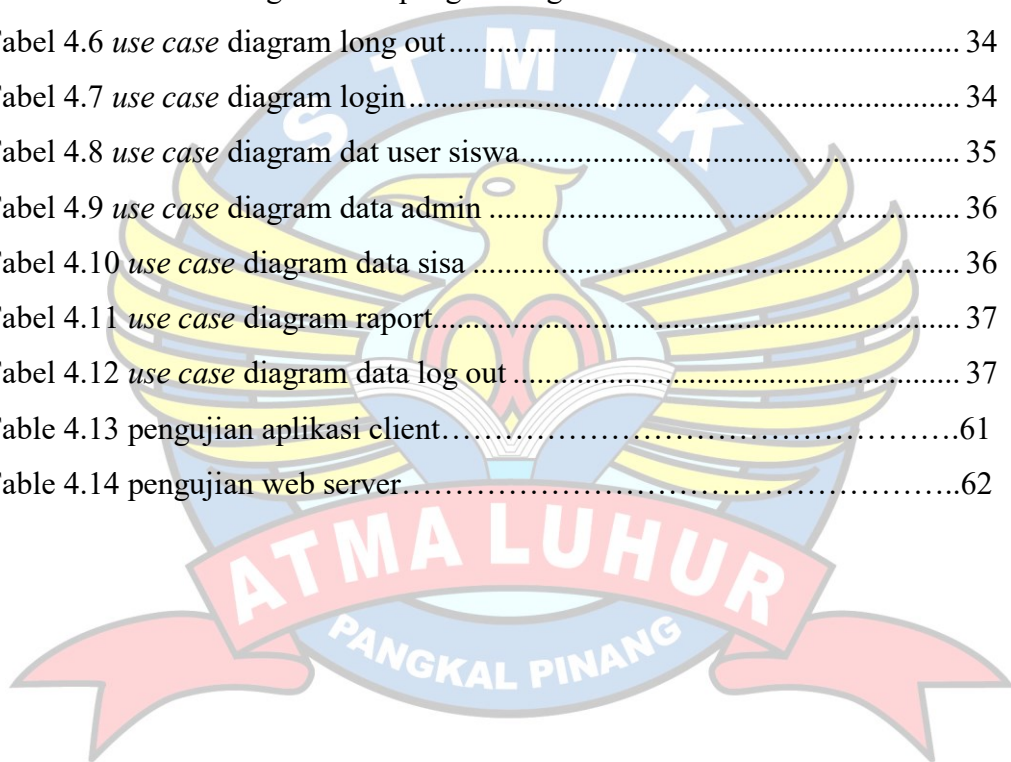 Tabel 4.6 use case diagram long out.......... 34
Tabel 4.7 use case diagram login.......... 34
Tabel 4.8 use case diagram dat user siswa.......... 35
Tabel 4.9 use case diagram data admin .......... 36
Tabel 4.10 use case diagram data sisa .......... 36
Tabel 4.11 use case diagram raport.......... 37
Tabel 4.12 use case diagram data log out .......... 37
Table 4.13 pengujian aplikasi client..........61
Table 4.14 pengujian web server..........62
STMIK
ATMA LUHUR
PANGKAL PINANG